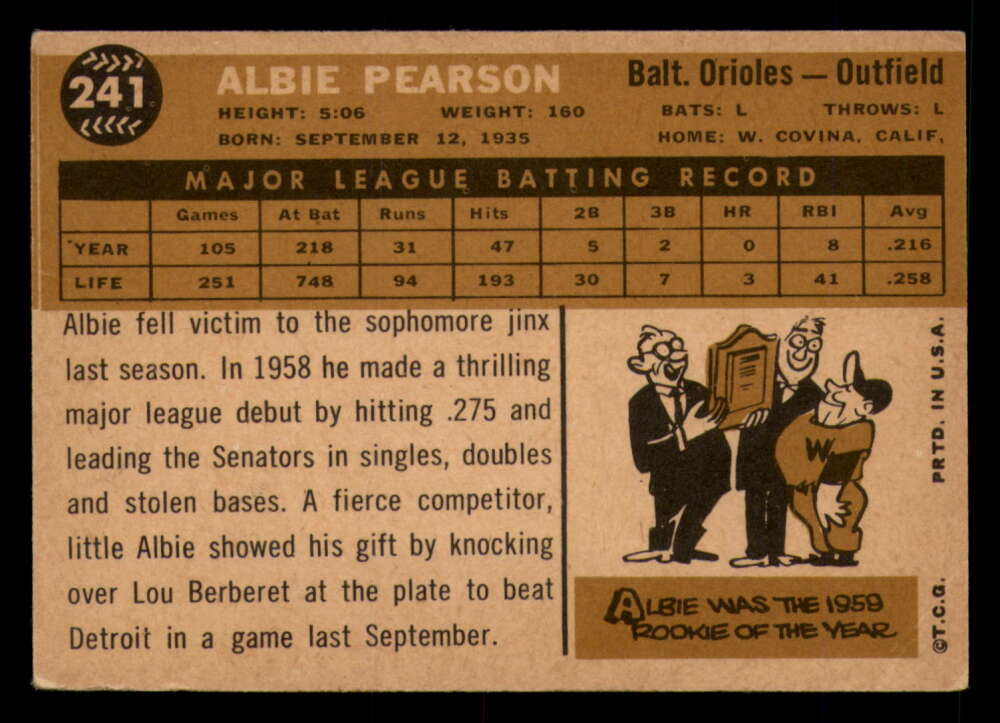 241
ALBIE PEARSON
Balt. Orioles — Outfield
HEIGHT: 5:06 WEIGHT: 160 BATS: L THROWS: L
BORN: SEPTEMBER 12, 1935 HOME: W. COVINA, CALIF,
MAJOR LEAGUE BATTING RECORD
Games At Bat Runs Hits 2B 3B HR RBI Avg
YEAR 105 218 31 47 5 2 0 8 .216
LIFE 251 748 94 193 30 7 3 41 .258
Albie fell victim to the sophomore jinx
last season. In 1958 he made a thrilling
major league debut by hitting .275 and
leading the Senators in singles, doubles
and stolen bases. A fierce competitor,
little Albie showed his gift by knocking
over Lou Berberet at the plate to beat
Detroit in a game last September.
W
ALBIE WAS THE 1959
ROOKIE OF THE YEAR
©T.C.G. PRTD. IN U.S.A.